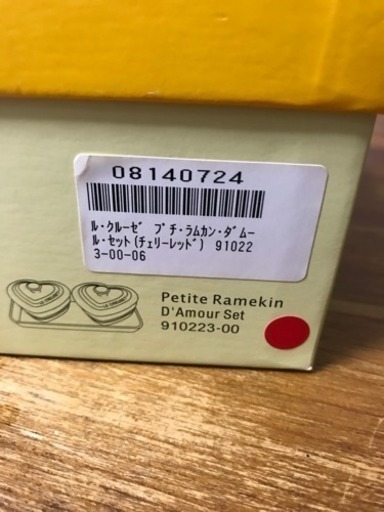 08140724
ル・クルーゼ プチ・ラムカン・ダムー
ル・セット(チェリーレッド) 91022
3-00-06
Petite Ramekin
D'Amour Set
910223-00